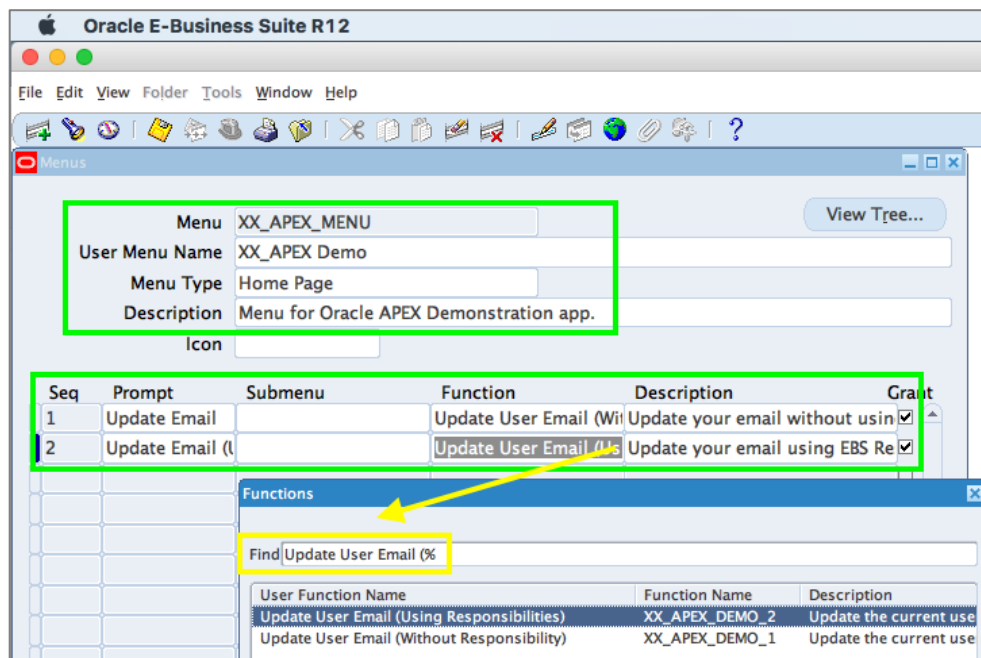 Oracle E-Business Suite R12
File Edit View Folder Tools Window Help
Menus
View Tree...
Menu XX_APEX_MENU
User Menu Name XX_APEX Demo
Menu Type Home Page
Description Menu for Oracle APEX Demonstration app.
Icon
Seq Prompt Submenu Function Description Grant
1 Update Email Update User Email (Wit Update your email without usin
2 Update Email (U Update User Email (Us Update your email using EBS Re
Functions
Find Update User Email (%
User Function Name Function Name Description
Update User Email (Using Responsibilities) XX_APEX_DEMO_2 Update the current use
Update User Email (Without Responsibility) XX_APEX_DEMO_1 Update the current use